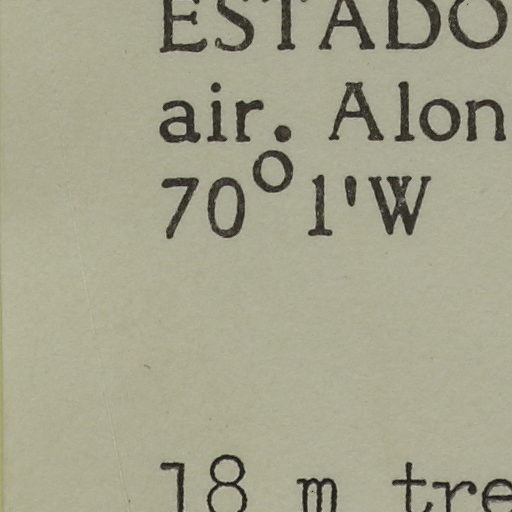 ESTADO
air. Alon
70°1'W
18 m tre